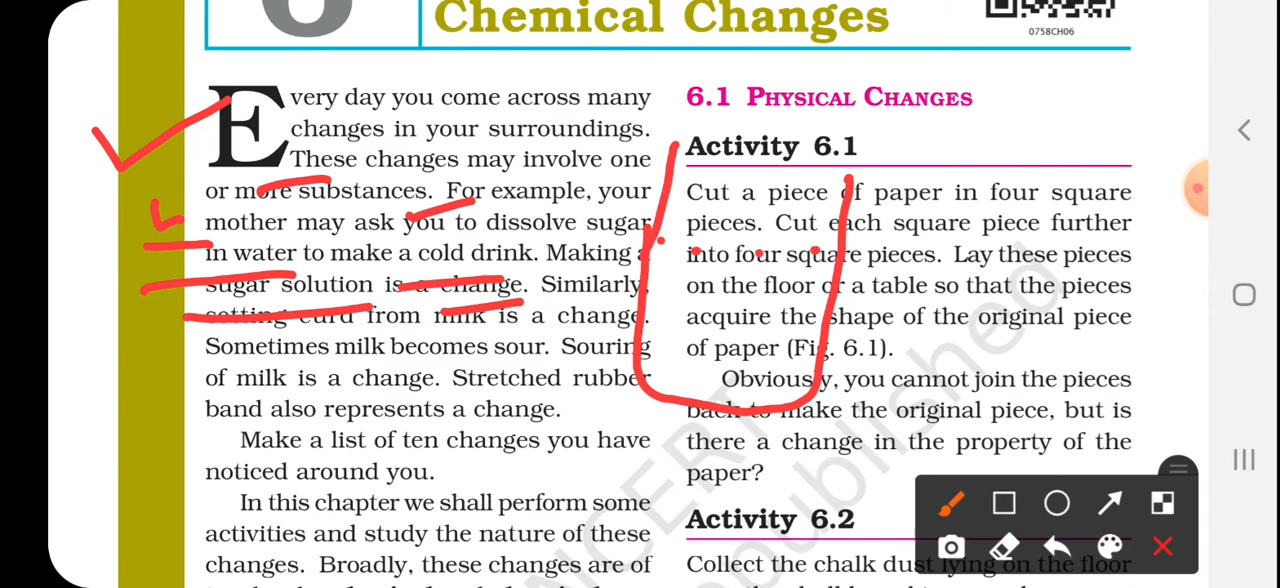 6
Chemical Changes
0758CH06
Every day you come across many
changes in your surroundings.
These changes may involve one
or more substances. For example, your
mother may ask you to dissolve sugar
in water to make a cold drink. Making a
sugar solution is a change. Similarly,
setting curd from milk is a change.
Sometimes milk becomes sour. Souring
of milk is a change. Stretched rubber
band also represents a change.
Make a list of ten changes you have
noticed around you.
In this chapter we shall perform some
activities and study the nature of these
changes. Broadly, these changes are of
6.1 PHYSICAL CHANGES
Activity 6.1
Cut a piece of paper in four square
pieces. Cut each square piece further
into four square pieces. Lay these pieces
on the floor or a table so that the pieces
acquire the shape of the original piece
of paper (Fig. 6.1).
Obviously, you cannot join the pieces
back to make the original piece, but is
there a change in the property of the
paper?
Activity 6.2
Collect the chalk dust lying on the floor
NCERT
republished